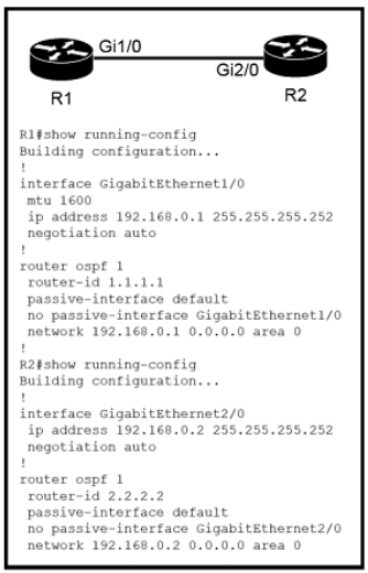 Gi1/0
Gi2/0
R1
R2
R1#show running-config
Building configuration...
!
interface GigabitEthernet1/0
mtu 1600
ip address 192.168.0.1 255.255.255.252
negotiation auto
!
router ospf 1
router-id 1.1.1.1
passive-interface default
no passive-interface GigabitEthernet1/0
network 192.168.0.1 0.0.0.0 area 0
!
R2#show running-config
Building configuration...
!
interface GigabitEthernet2/0
ip address 192.168.0.2 255.255.255.252
negotiation auto
!
router ospf 1
router-id 2.2.2.2
passive-interface default
no passive-interface GigabitEthernet2/0
network 192.168.0.2 0.0.0.0 area 0